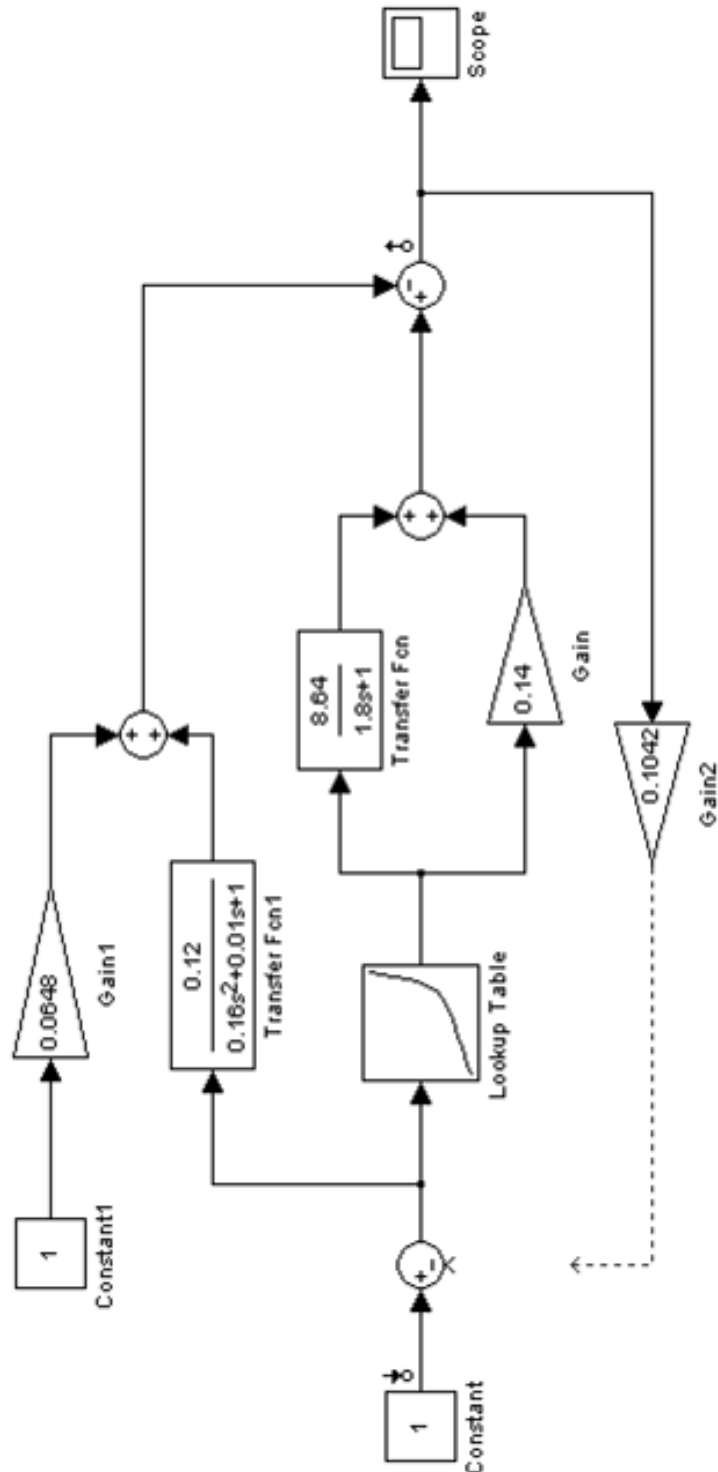 1
Constant1
0.0648
Gain1
0.12
0.16s²+0.01s+1
Transfer Fcn1
1
Constant
+
-
Lookup Table
8.64
1.8s+1
Transfer Fcn
0.14
Gain
+
+
+
+
-
+
Scope
0.1042
Gain2